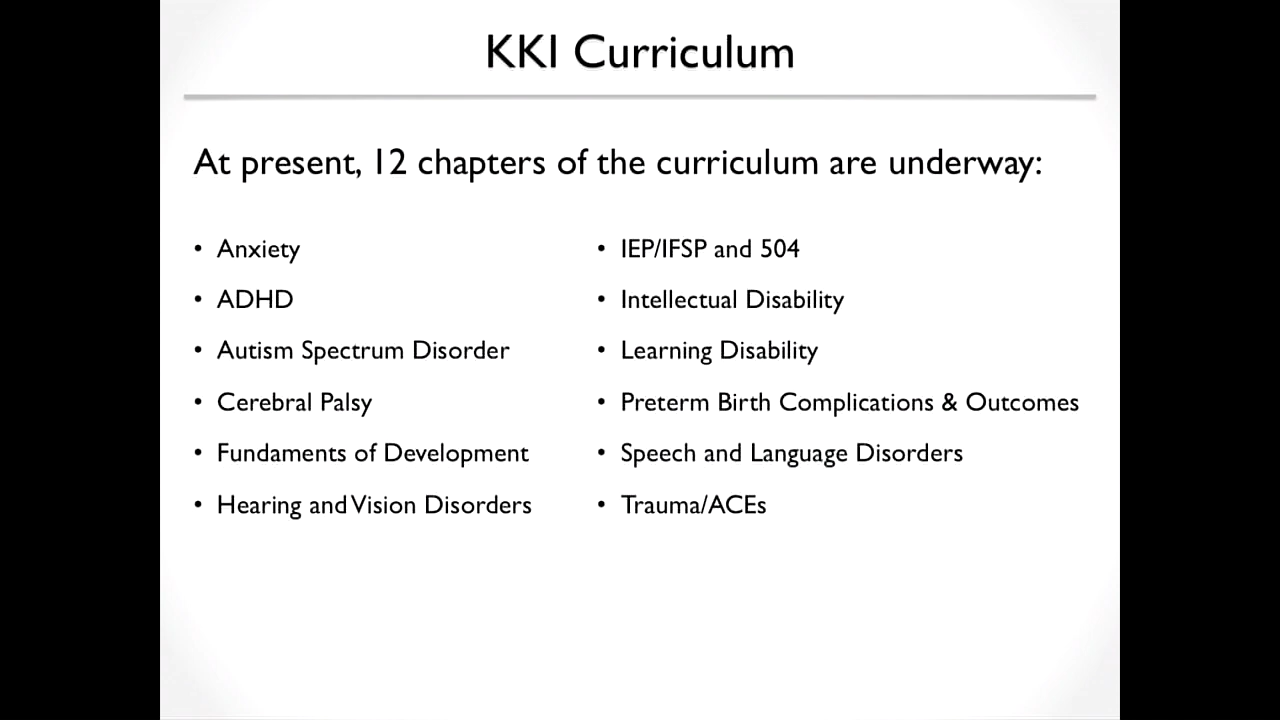 KKI Curriculum
At present, 12 chapters of the curriculum are underway:
• Anxiety
• ADHD
• Autism Spectrum Disorder
• Cerebral Palsy
• Fundaments of Development
• Hearing and Vision Disorders
• IEP/IFSP and 504
• Intellectual Disability
• Learning Disability
• Preterm Birth Complications & Outcomes
• Speech and Language Disorders
• Trauma/ACEs